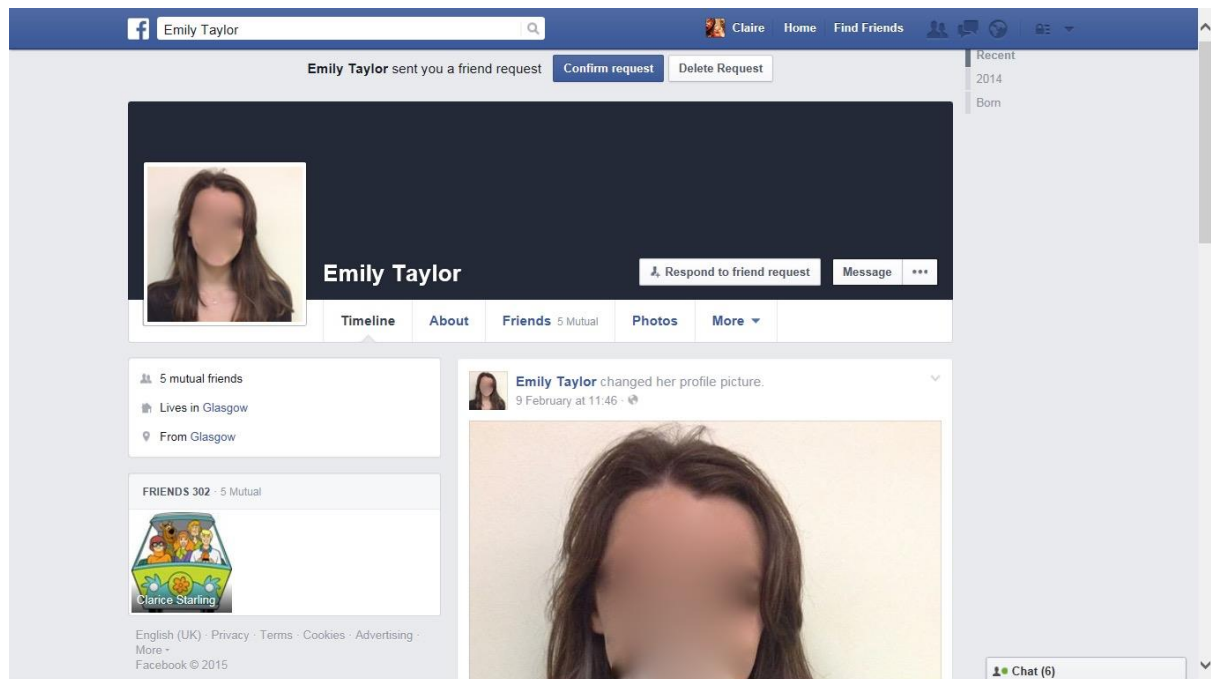 f Emily Taylor Claire Home Find Friends
Emily Taylor sent you a friend request Confirm request Delete Request
Recent
2014
Born
Emily Taylor Respond to friend request Message
Timeline About Friends 5 Mutual Photos More
5 mutual friends
Lives in Glasgow
From Glasgow
FRIENDS 302 · 5 Mutual
Clarice Starling
English (UK) · Privacy · Terms · Cookies · Advertising ·
More
Facebook © 2015
Emily Taylor changed her profile picture.
9 February at 11:46 ·
Chat (6)